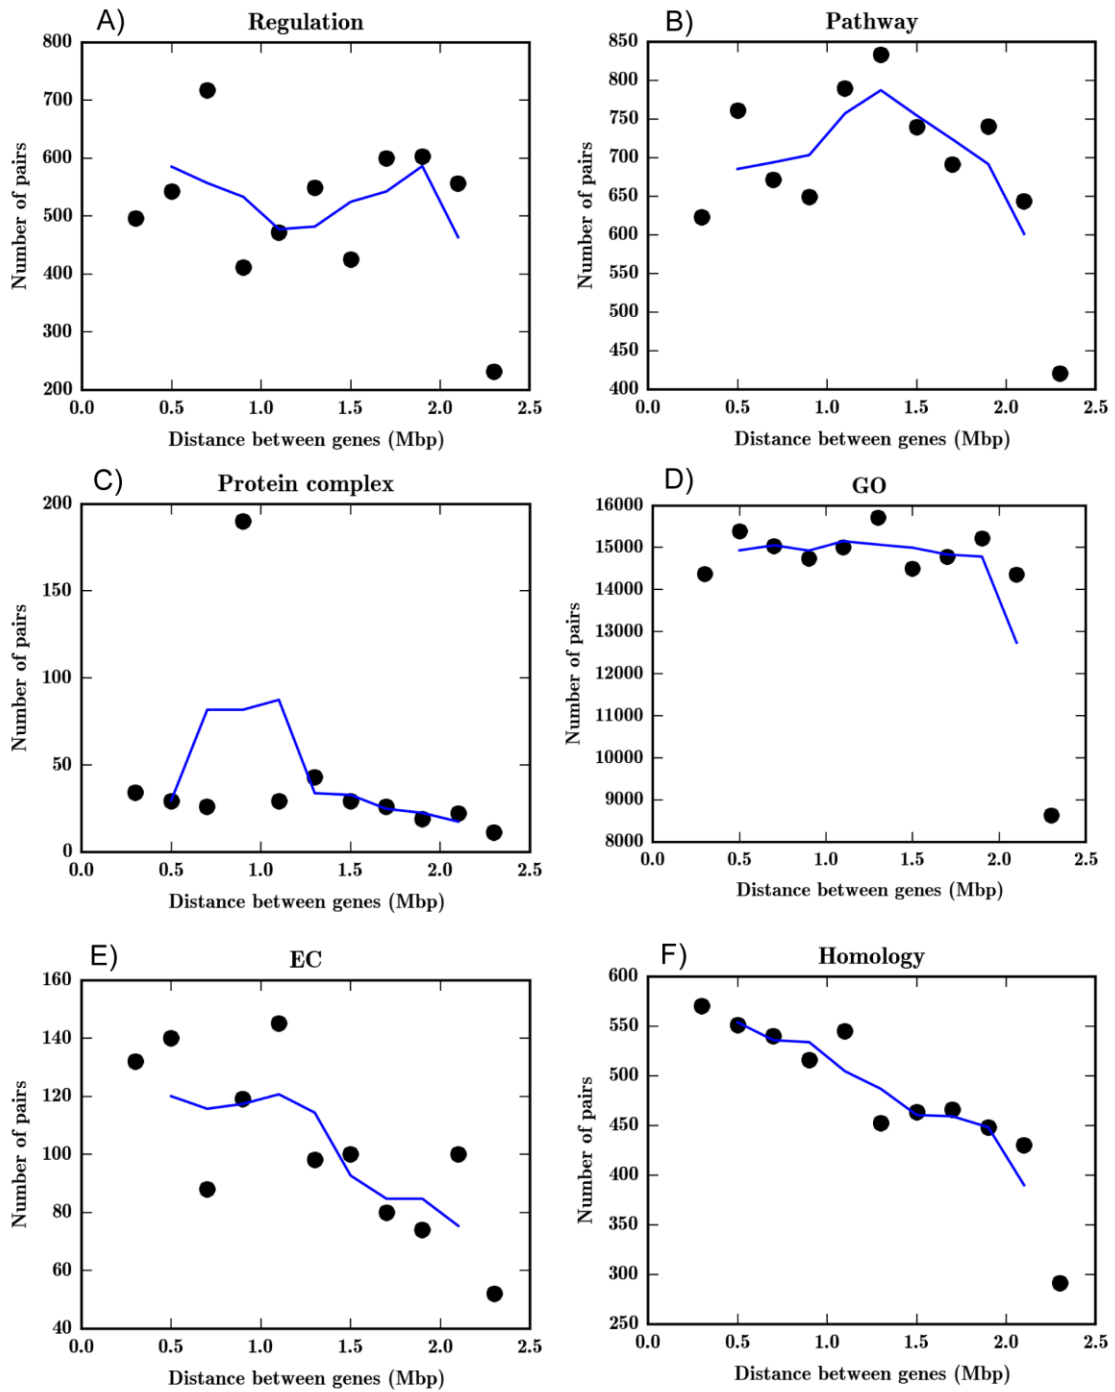 A) Regulation
Number of pairs
800
700
600
500
400
300
200
0.0 0.5 1.0 1.5 2.0 2.5
Distance between genes (Mbp)
B) Pathway
Number of pairs
850
800
750
700
650
600
550
500
450
400
0.0 0.5 1.0 1.5 2.0 2.5
Distance between genes (Mbp)
C) Protein complex
Number of pairs
200
150
100
50
0
0.0 0.5 1.0 1.5 2.0 2.5
Distance between genes (Mbp)
D) GO
Number of pairs
16000
15000
14000
13000
12000
11000
10000
9000
8000
0.0 0.5 1.0 1.5 2.0 2.5
Distance between genes (Mbp)
E) EC
Number of pairs
160
140
120
100
80
60
40
0.0 0.5 1.0 1.5 2.0 2.5
Distance between genes (Mbp)
F) Homology
Number of pairs
600
550
500
450
400
350
300
250
0.0 0.5 1.0 1.5 2.0 2.5
Distance between genes (Mbp)